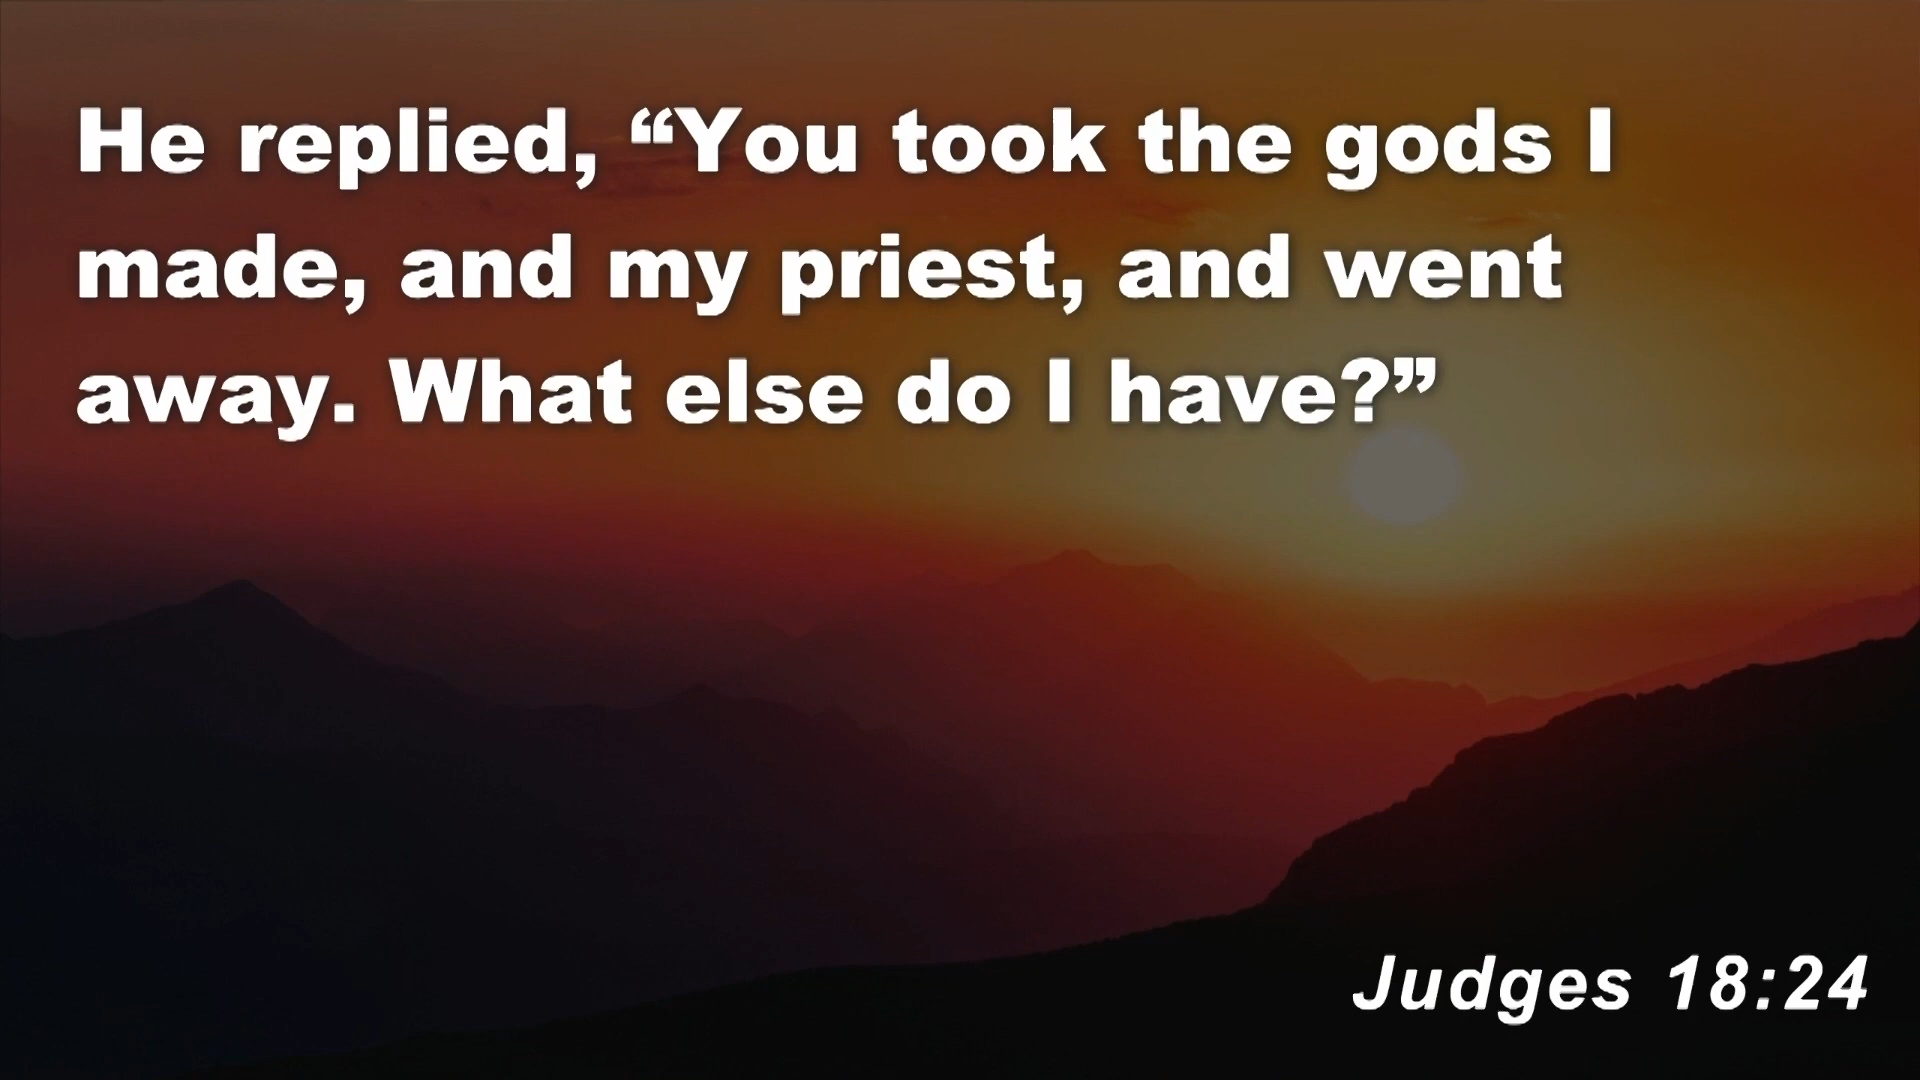 He replied, “You took the gods I
made, and my priest, and went
away. What else do I have?”
Judges 18:24